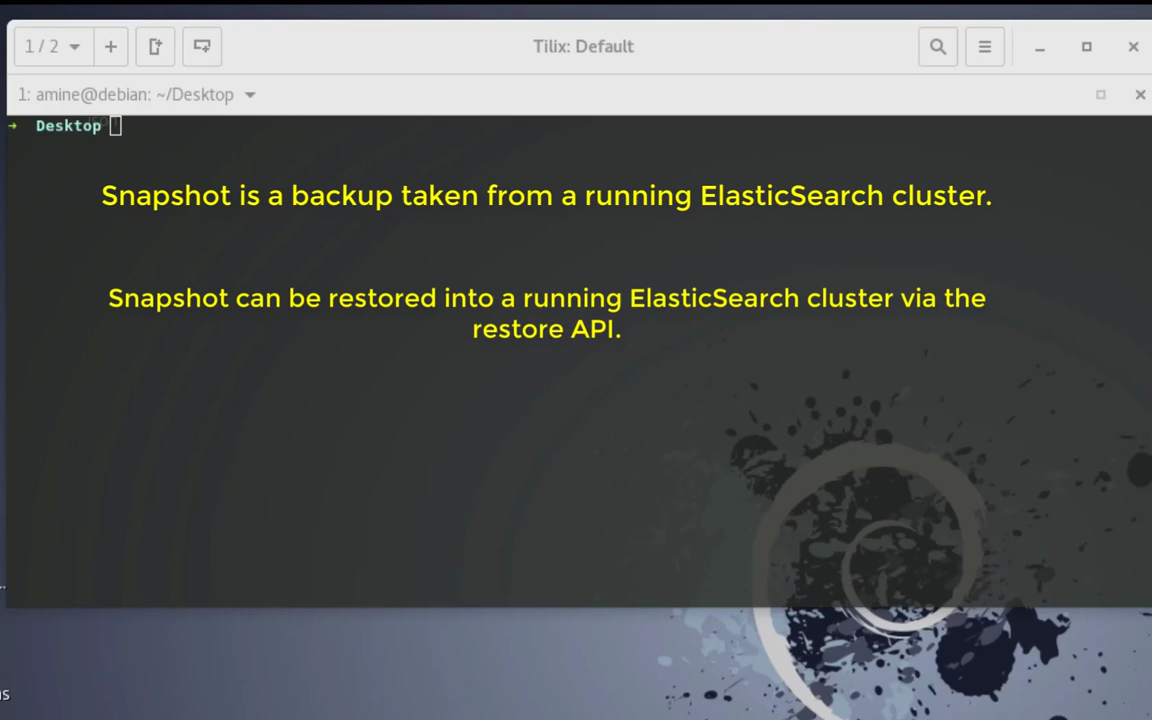 1 / 2
Tilix: Default
1: amine@debian: ~/Desktop
➜ Desktop
Snapshot is a backup taken from a running ElasticSearch cluster.
Snapshot can be restored into a running ElasticSearch cluster via the
restore API.